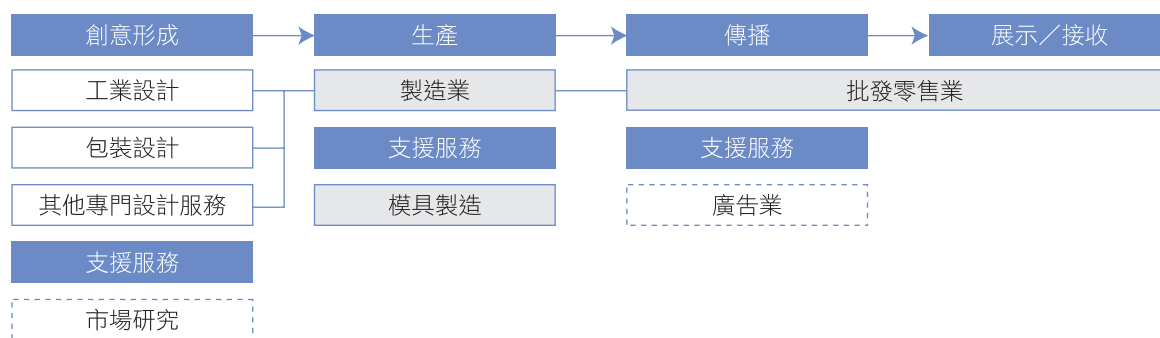 創意形成
生產
傳播
展示／接收
工業設計
製造業
批發零售業
包裝設計
支援服務
支援服務
其他專門設計服務
模具製造
廣告業
支援服務
市場研究